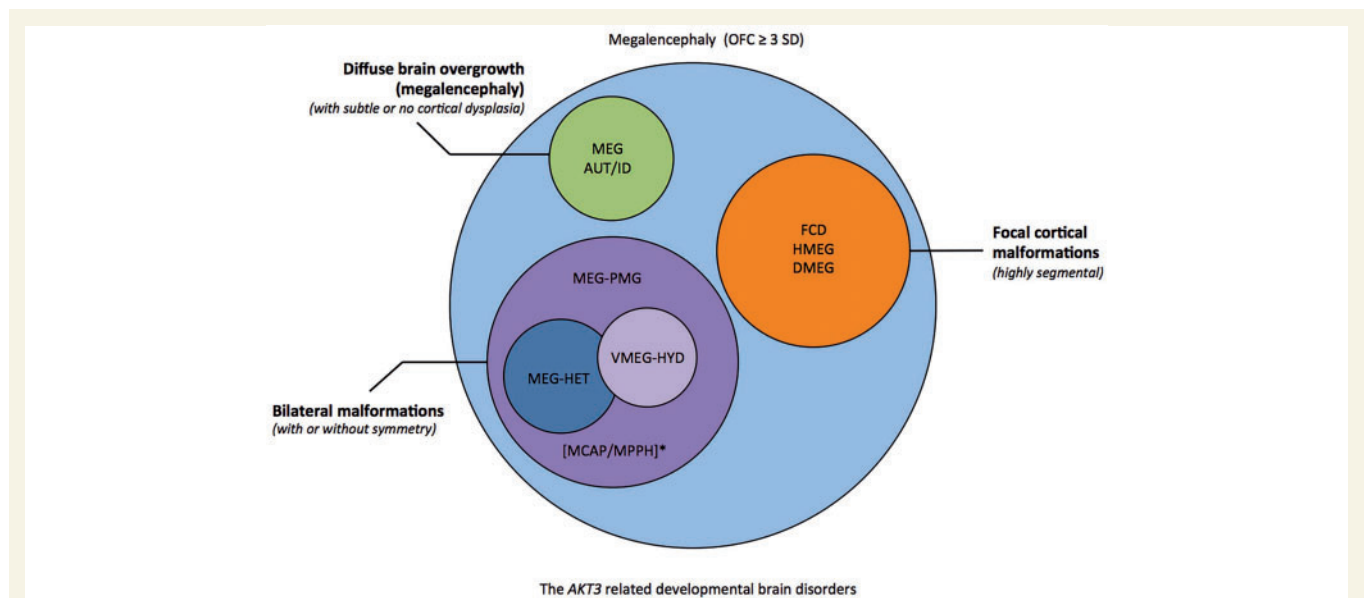 Megalencephaly (OFC ≥ 3 SD)
Diffuse brain overgrowth
(megalencephaly)
(with subtle or no cortical dysplasia)
MEG
AUT/ID
FCD
HMEG
DMEG
Focal cortical
malformations
(highly segmental)
MEG-PMG
VMEG-HYD
MEG-HET
Bilateral malformations
(with or without symmetry)
[MCAP/MPPH]*
The AKT3 related developmental brain disorders